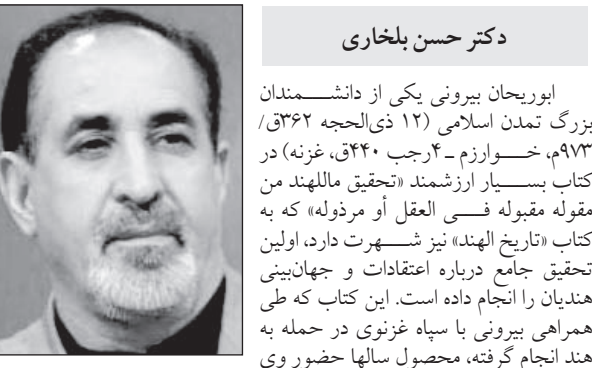 دکتر حسن بلخاری
ابوریحان بیرونی یکی از دانشـــمندان
بزرگ تمدن اسلامی (۱۲ ذی‌الحجه ۳۶۲ق/
۹۷۳م، خـــوارزم ـ ۴رجب ۴۴۰ق، غزنه) در
کتاب بســـیار ارزشمند «تحقیق ماللهند من
مقوله مقبوله فـــی العقل أو مرذوله» که به
کتاب «تاریخ الهند» نیز شـــهرت دارد، اولین
تحقیق جامع درباره اعتقادات و جهان‌بینی
هندیان را انجام داده است. این کتاب که طی
همراهی بیرونی با سپاه غزنوی در حمله به
هند انجام گرفته، محصول سالها حضور وی